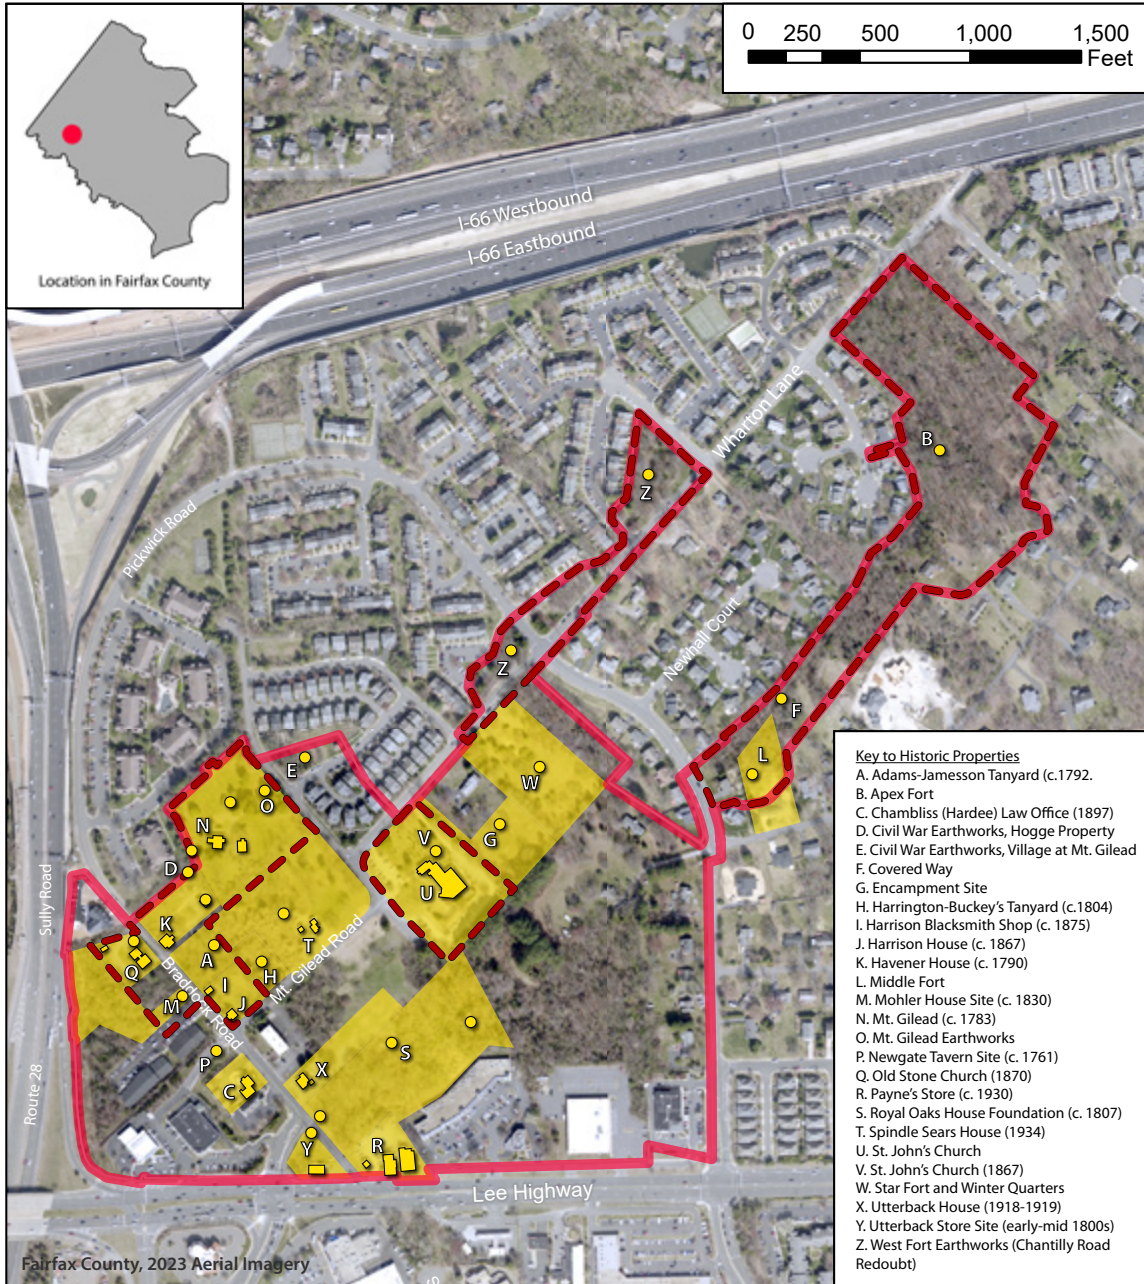 0 250 500 1,000 1,500
Feet
Location in Fairfax County
I-66 Westbound
I-66 Eastbound
Wharton Lane
Pickwick Road
Newhall Court
Sully Road
Mt. Gilead Road
Braddock Road
Route 28
Lee Highway
B
Z
Z
F
L
E
O
W
N
G
V
D
U
K
T
A
Q
H
I
M
J
S
P
X
C
Y
R
Key to Historic Properties
A. Adams-Jamesson Tanyard (c.1792.
B. Apex Fort
C. Chambliss (Hardee) Law Office (1897)
D. Civil War Earthworks, Hogge Property
E. Civil War Earthworks, Village at Mt. Gilead
F. Covered Way
G. Encampment Site
H. Harrington-Buckey's Tanyard (c.1804)
I. Harrison Blacksmith Shop (c. 1875)
J. Harrison House (c. 1867)
K. Havener House (c. 1790)
L. Middle Fort
M. Mohler House Site (c. 1830)
N. Mt. Gilead (c. 1783)
O. Mt. Gilead Earthworks
P. Newgate Tavern Site (c. 1761)
Q. Old Stone Church (1870)
R. Payne's Store (c. 1930)
S. Royal Oaks House Foundation (c. 1807)
T. Spindle Sears House (1934)
U. St. John's Church
V. St. John's Church (1867)
W. Star Fort and Winter Quarters
X. Utterback House (1918-1919)
Y. Utterback Store Site (early-mid 1800s)
Z. West Fort Earthworks (Chantilly Road
Redoubt)
Fairfax County, 2023 Aerial Imagery